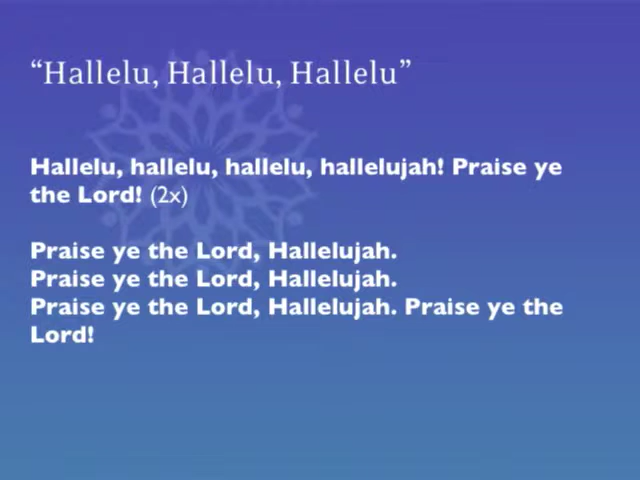 “Hallelu, Hallelu, Hallelu”
Hallelu, hallelu, hallelu, hallelujah! Praise ye
the Lord! (2x)
Praise ye the Lord, Hallelujah.
Praise ye the Lord, Hallelujah.
Praise ye the Lord, Hallelujah. Praise ye the
Lord!